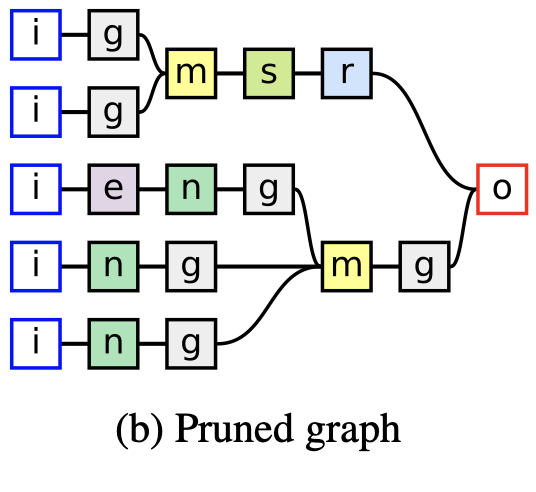 i g
m s r
i g
i e n g
o
i n g m g
i n g
(b) Pruned graph